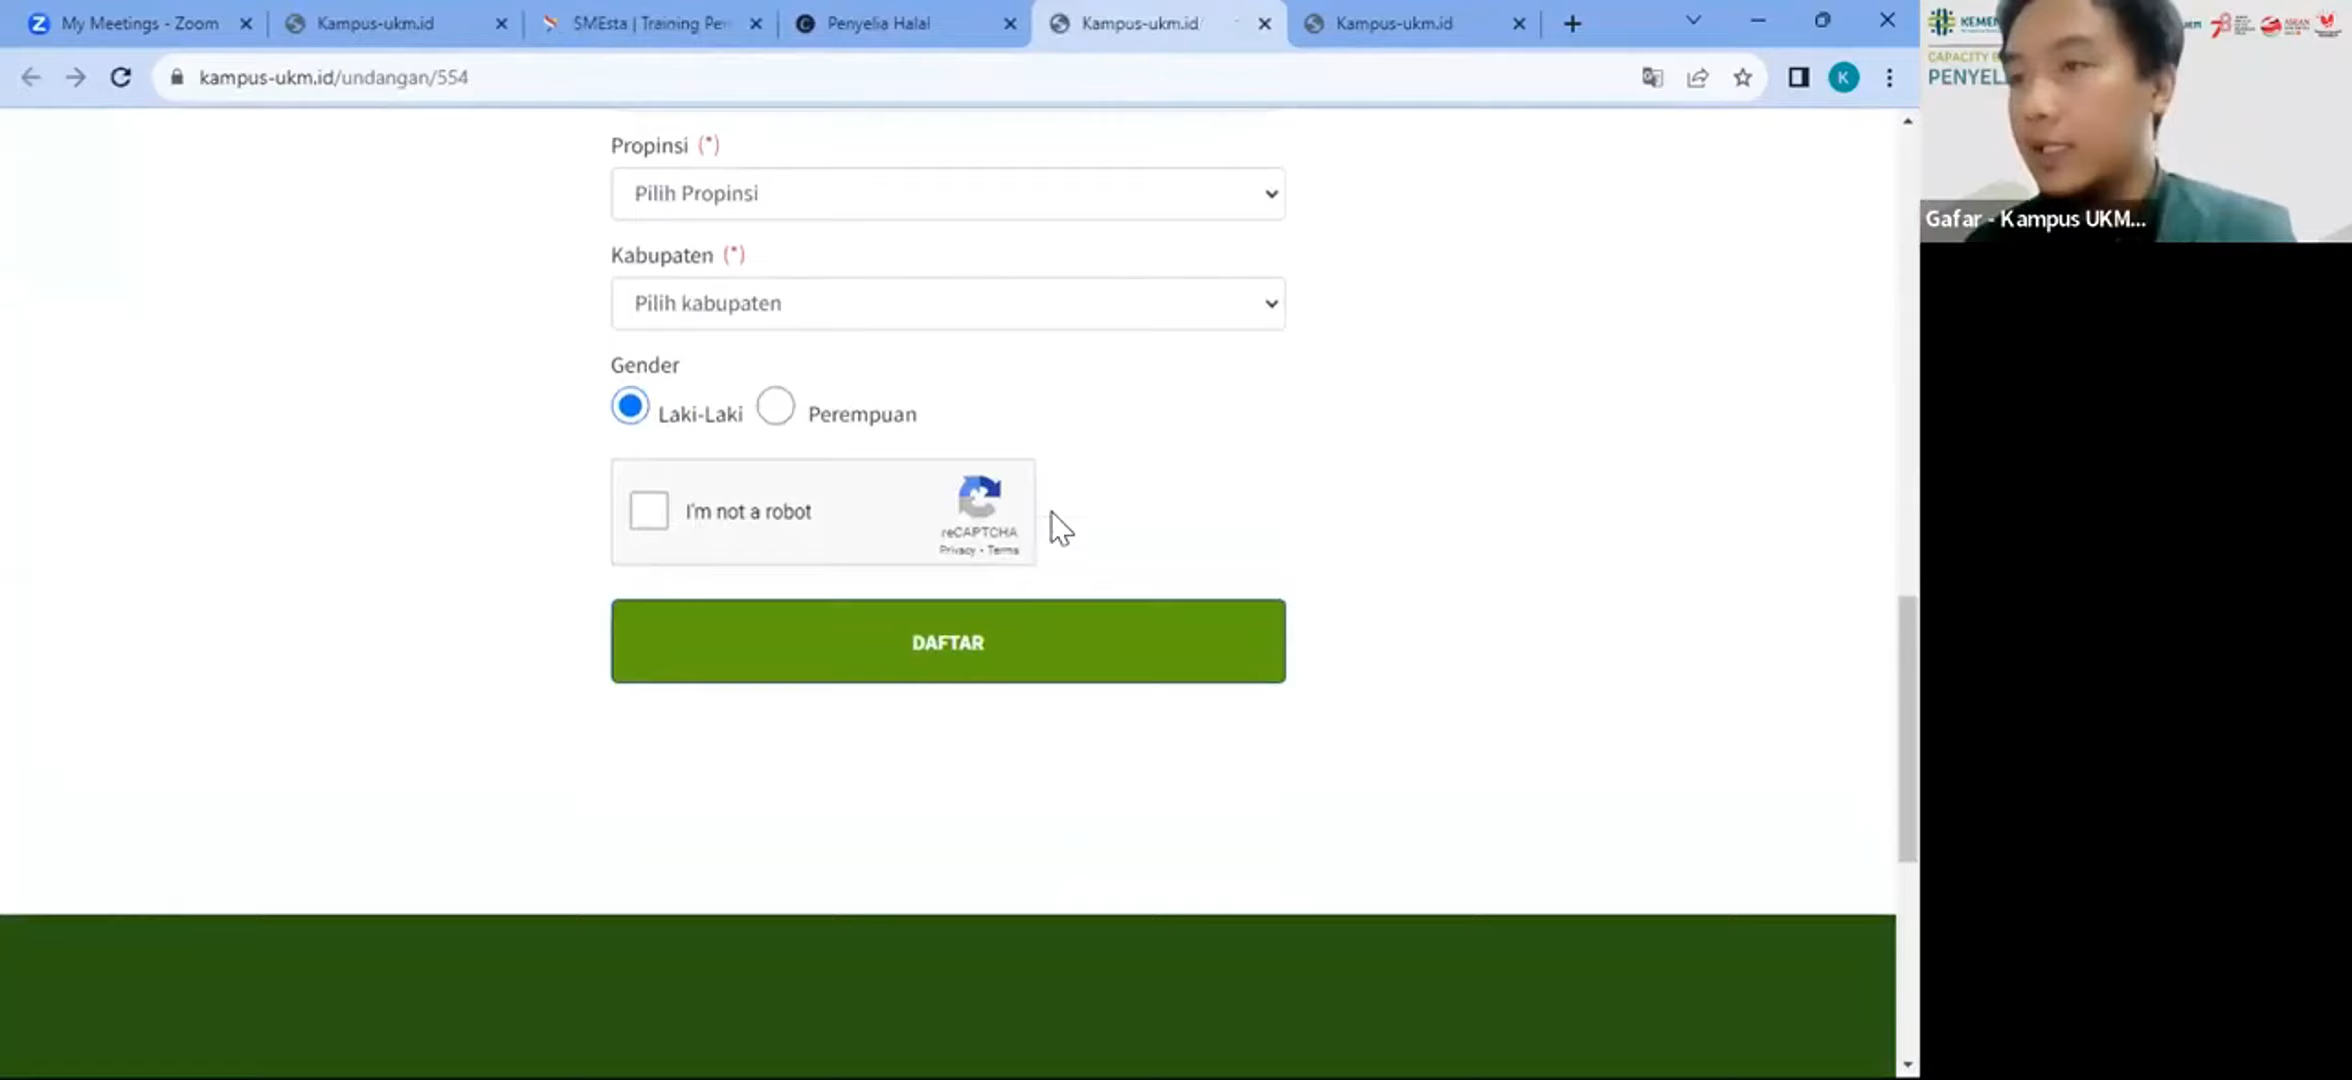 My Meetings - Zoom
Kampus-ukm.id
SMEsta | Training Pe
Penyelia Halal
Kampus-ukm.id/
Kampus-ukm.id
kampus-ukm.id/undangan/554
K
KEMEN
CAPACITY B
PENYEL
Gafar - Kampus UKM...
Propinsi (*)
Pilih Propinsi
Kabupaten (*)
Pilih kabupaten
Gender
Laki-Laki
Perempuan
I'm not a robot
reCAPTCHA
Privacy - Terms
DAFTAR